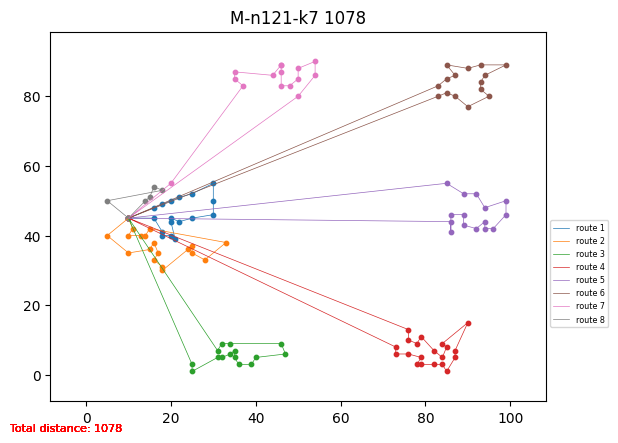 M-n121-k7 1078
80
60
40
20
0
0 20 40 60 80 100
route 1
route 2
route 3
route 4
route 5
route 6
route 7
route 8
Total distance: 1078